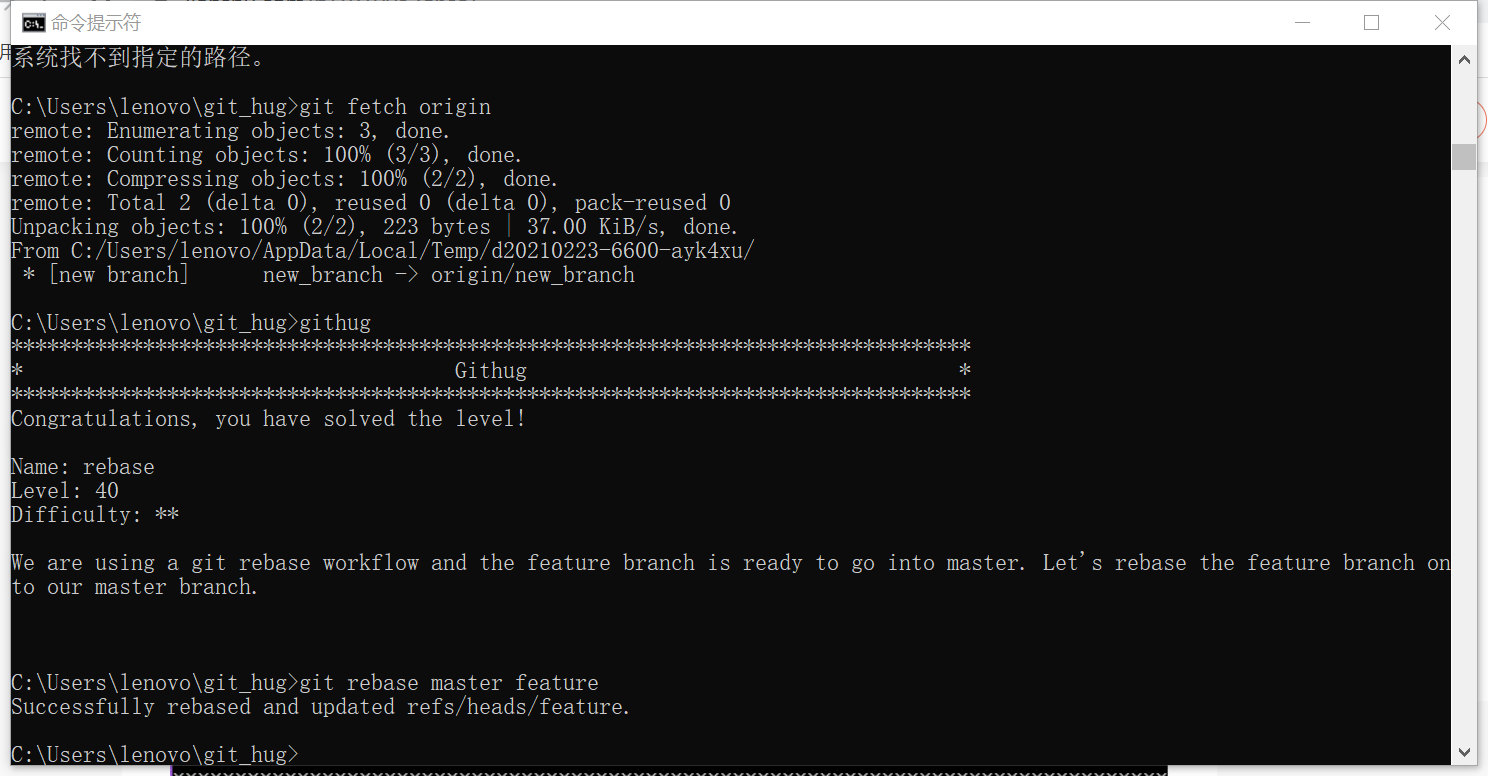 命令提示符
用
系统找不到指定的路径。
C:\Users\lenovo\git_hug>git fetch origin
remote: Enumerating objects: 3, done.
remote: Counting objects: 100% (3/3), done.
remote: Compressing objects: 100% (2/2), done.
remote: Total 2 (delta 0), reused 0 (delta 0), pack-reused 0
Unpacking objects: 100% (2/2), 223 bytes | 37.00 KiB/s, done.
From C:/Users/lenovo/AppData/Local/Temp/d20210223-6600-ayk4xu/
 * [new branch]      new_branch -> origin/new_branch
C:\Users\lenovo\git_hug>githug
********************************************************************************
*                                    Githug                                    *
********************************************************************************
Congratulations, you have solved the level!
Name: rebase
Level: 40
Difficulty: **
We are using a git rebase workflow and the feature branch is ready to go into master. Let's rebase the feature branch on
to our master branch.
C:\Users\lenovo\git_hug>git rebase master feature
Successfully rebased and updated refs/heads/feature.
C:\Users\lenovo\git_hug>